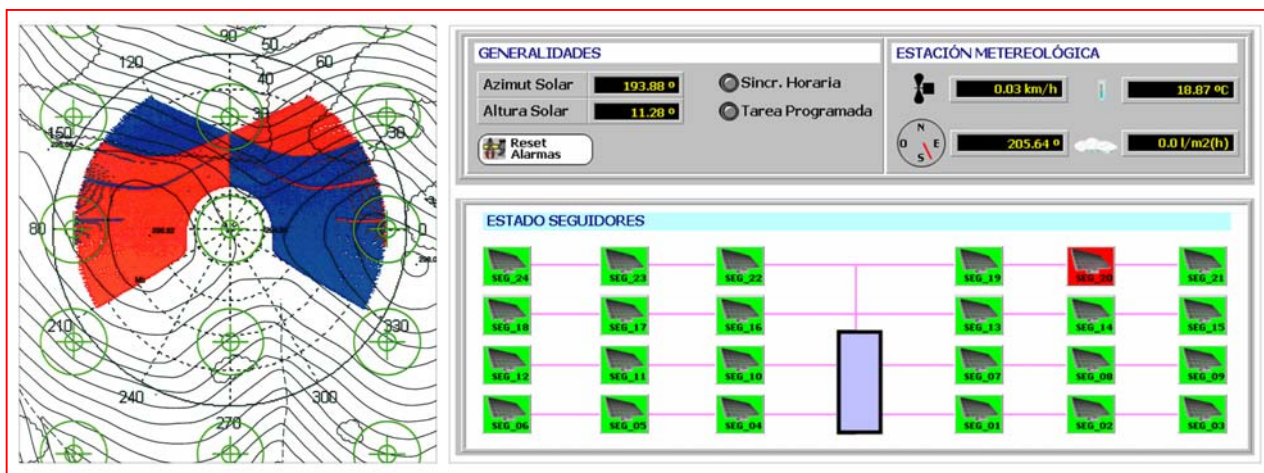 90
120
50
60
40
30
150
30
80
0
210
330
240
300
270
GENERALIDADES
Azimut Solar 193.88 º
Altura Solar 11.28 º
Sincr. Horaria
Tarea Programada
Reset
Alarmas
ESTACIÓN METEREOLÓGICA
0.03 km/h
18.87 ºC
N
O E
S
205.64 º
0.0 l/m2(h)
ESTADO SEGUIDORES
SEG_24 SEG_23 SEG_22 SEG_19 SEG_20 SEG_21
SEG_18 SEG_17 SEG_16 SEG_13 SEG_14 SEG_15
SEG_12 SEG_11 SEG_10 SEG_07 SEG_08 SEG_09
SEG_06 SEG_05 SEG_04 SEG_01 SEG_02 SEG_03